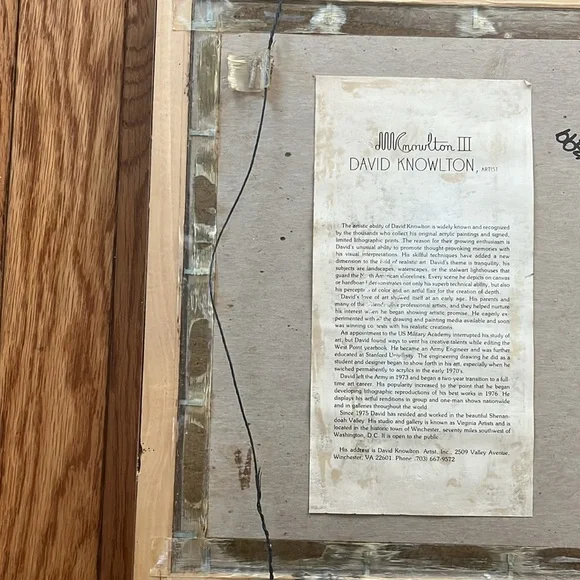 Knowlton III
DAVID KNOWLTON, ARTIST
The artistic ability of David Knowlton is widely known and recognized
by the thousands who collect his original acrylic paintings and signed,
limited lithographic prints. The reason for their growing enthusiasm is
David's unusual ability to promote thought-provoking memories with
his visual interpretations. His skillful techniques have added a new
dimension to the field of realistic art. David's theme is tranquility, his
subjects are landscapes, waterscapes, or the stalwart lighthouses that
guard the North American shorelines. Every scene he depicts on canvas
or hardboard demonstrates not only his superb technical ability, but also
his perception of color and an artful flair for the creation of depth.
David's love of art showed itself at an early age. His parents and
many of the professional artists, and they helped nurture
his interest when he began showing artistic promise. He eagerly ex-
perimented with all the drawing and painting media available and soon
was winning contests with his realistic creations.
An appointment to the US Military Academy interrupted his study of
art, but David found ways to vent his creative talents while editing the
West Point yearbook. He became an Army Engineer and was further
educated at Stanford University. The engineering drawing he did as a
student and designer began to show forth in his art, especially when he
switched permanently to acrylics in the early 1970's.
David left the Army in 1973 and began a two-year transition to a full-
time art career. His popularity increased to the point that he began
developing lithographic reproductions of his best works in 1976. He
displays his artful renditions in group and one-man shows nationwide
and in galleries throughout the world.
Since 1975 David has resided and worked in the beautiful Shenan-
doah Valley. His studio and gallery is known as Virginia Artists and is
located in the historic town of Winchester, seventy miles southwest of
Washington, D.C. It is open to the public.
His address is David Knowlton, Artist, Inc., 2509 Valley Avenue,
Winchester, VA 22601. Phone (703) 667-9572